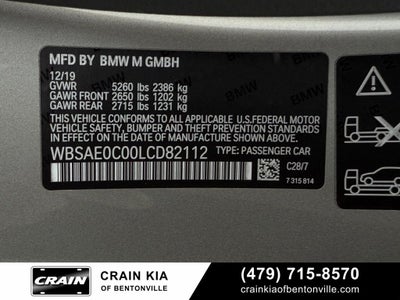 MFD BY BMW M GMBH
12/19
GVWR 5260 lbs 2386 kg
GAWR FRONT 2650 lbs 1202 kg
GAWR REAR 2715 lbs 1231 kg
THIS VEHICLE CONFORMS TO ALL APPLICABLE
U.S. FEDERAL MOTOR VEHICLE SAFETY,
BUMPER, AND THEFT PREVENTION STANDARDS
IN EFFECT ON THE DATE OF MANUFACTURE
SHOWN ABOVE.
WBSAE0C00LCD82112 TYPE: PASSENGER CAR
C28/7
7 315 814
CRAIN
CRAIN KIA
OF BENTONVILLE
(479) 715-8570
crainkiaofbentonville.com